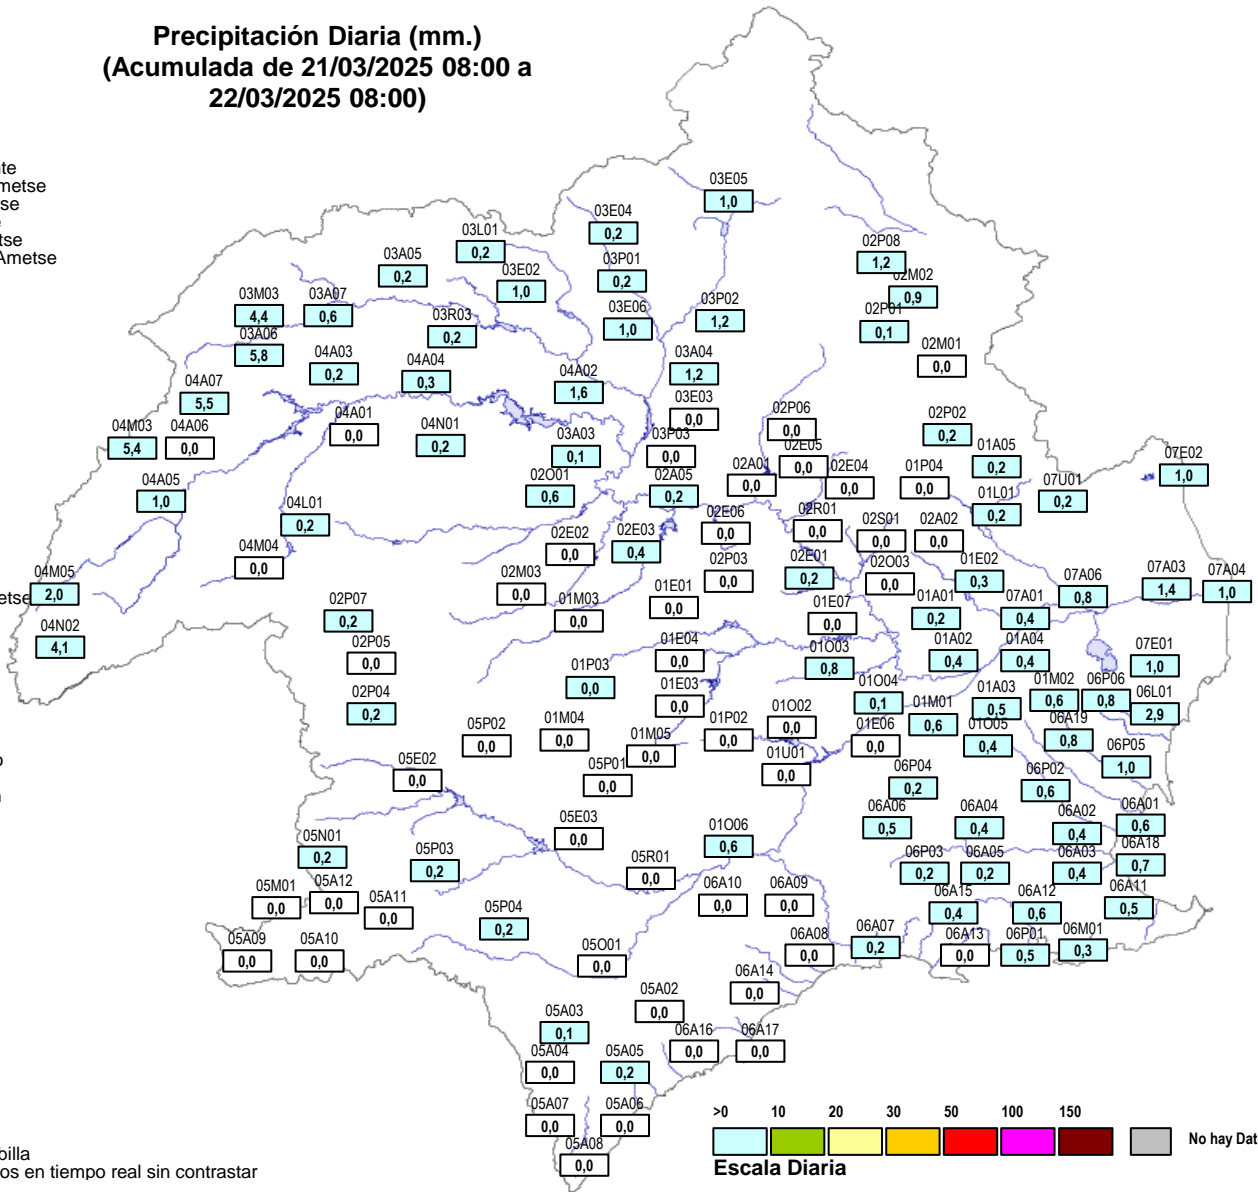 Precipitación Diaria (mm.)
(Acumulada de 21/03/2025 08:00 a
22/03/2025 08:00)
03E05
1,0
03E04
0,2
03L01
0,2
03A05
0,2
03E02
1,0
03P01
0,2
02P08
1,2
02M02
0,9
03M03
4,4
03A07
0,6
03R03
0,2
03E06
1,0
03P02
1,2
02P01
0,1
03A06
5,8
04A03
0,2
04A04
0,3
03A04
1,2
02M01
0,0
04A07
5,5
04A02
1,6
03E03
0,0
04M03
5,4
04A06
0,0
04A01
0,0
04N01
0,2
03A03
0,1
03P03
0,0
02P06
0,0
02P02
0,2
02E05
0,0
01A05
0,2
07E02
1,0
04A05
1,0
02O01
0,6
02A05
0,2
02A01
0,0
02E04
0,0
01P04
0,0
07U01
0,2
01L01
0,2
04L01
0,2
02E06
0,0
02R01
0,0
02S01
0,0
02A02
0,0
02E02
0,0
02E03
0,4
04M04
0,0
04M05
2,0
02M03
0,0
02P03
0,0
02E01
0,2
02O03
0,0
01E02
0,3
07A03
1,4
07A04
1,0
07A06
0,8
etse
02P07
0,2
01M03
0,0
01E01
0,0
01E07
0,0
01A01
0,2
07A01
0,4
04N02
4,1
02P05
0,0
01E04
0,0
01O03
0,8
01A02
0,4
01A04
0,4
07E01
1,0
01P03
0,0
01E03
0,0
01O04
0,1
01A03
0,5
01M02
0,6
06P06
0,8
06L01
2,9
02P04
0,2
05P02
0,0
01M04
0,0
01P02
0,0
01O02
0,0
01M01
0,6
01E06
0,0
01O05
0,4
06A19
0,8
01M05
0,0
06P05
1,0
05E02
0,0
05P01
0,0
01U01
0,0
06P04
0,2
06P02
0,6
05E03
0,0
06A06
0,5
06A04
0,4
06A02
0,4
06A01
0,6
05N01
0,2
05P03
0,2
01O06
0,6
06P03
0,2
06A05
0,2
06A03
0,4
06A18
0,7
05R01
0,0
05M01
0,0
05A12
0,0
05A11
0,0
06A10
0,0
06A09
0,0
06A15
0,4
06A12
0,6
06A11
0,5
05P04
0,2
05A09
0,0
05A10
0,0
05O01
0,0
06A08
0,0
06A07
0,2
06A13
0,0
06P01
0,5
06M01
0,3
06A14
0,0
05A02
0,0
05A03
0,1
06A16
0,0
06A17
0,0
05A04
0,0
05A05
0,2
05A07
0,0
05A06
0,0
05A08
0,0
>0 10 20 30 50 100 150
No hay Dat
Escala Diaria
billa
os en tiempo real sin contrastar